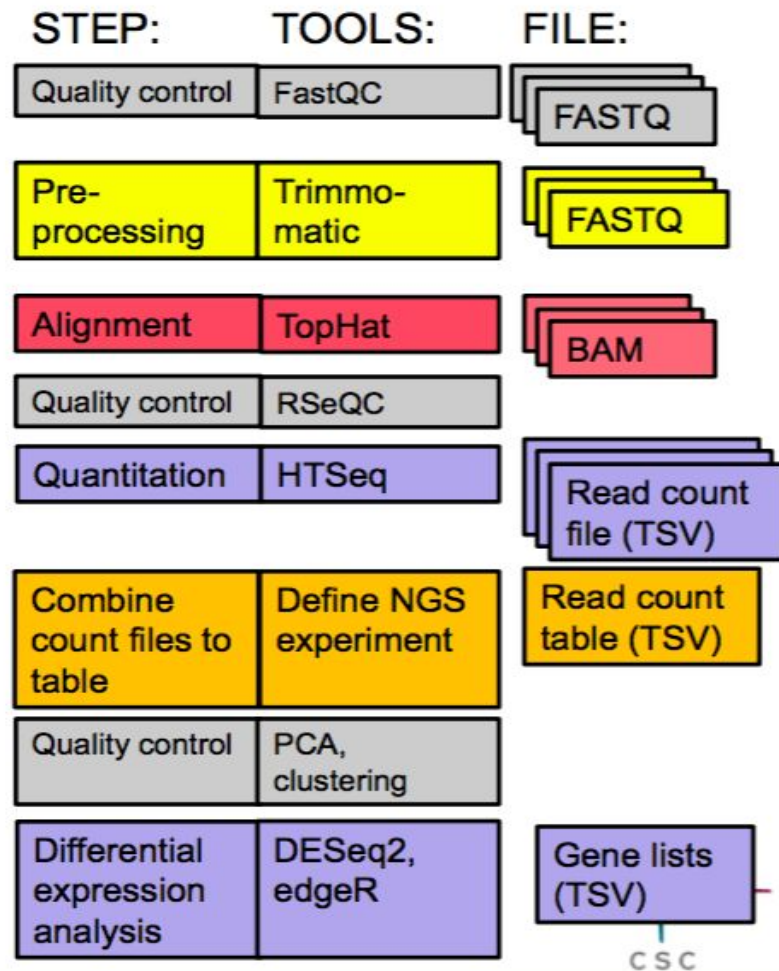 STEP: TOOLS: FILE:
Quality control FastQC
FASTQ
Pre-
processing
Trimmo-
matic
FASTQ
Alignment TopHat
BAM
Quality control RSeQC
Quantitation HTSeq
Read count
file (TSV)
Combine
count files to
table
Define NGS
experiment
Read count
table (TSV)
Quality control
PCA,
clustering
Differential
expression
analysis
DESeq2,
edgeR
Gene lists
(TSV)
CSC